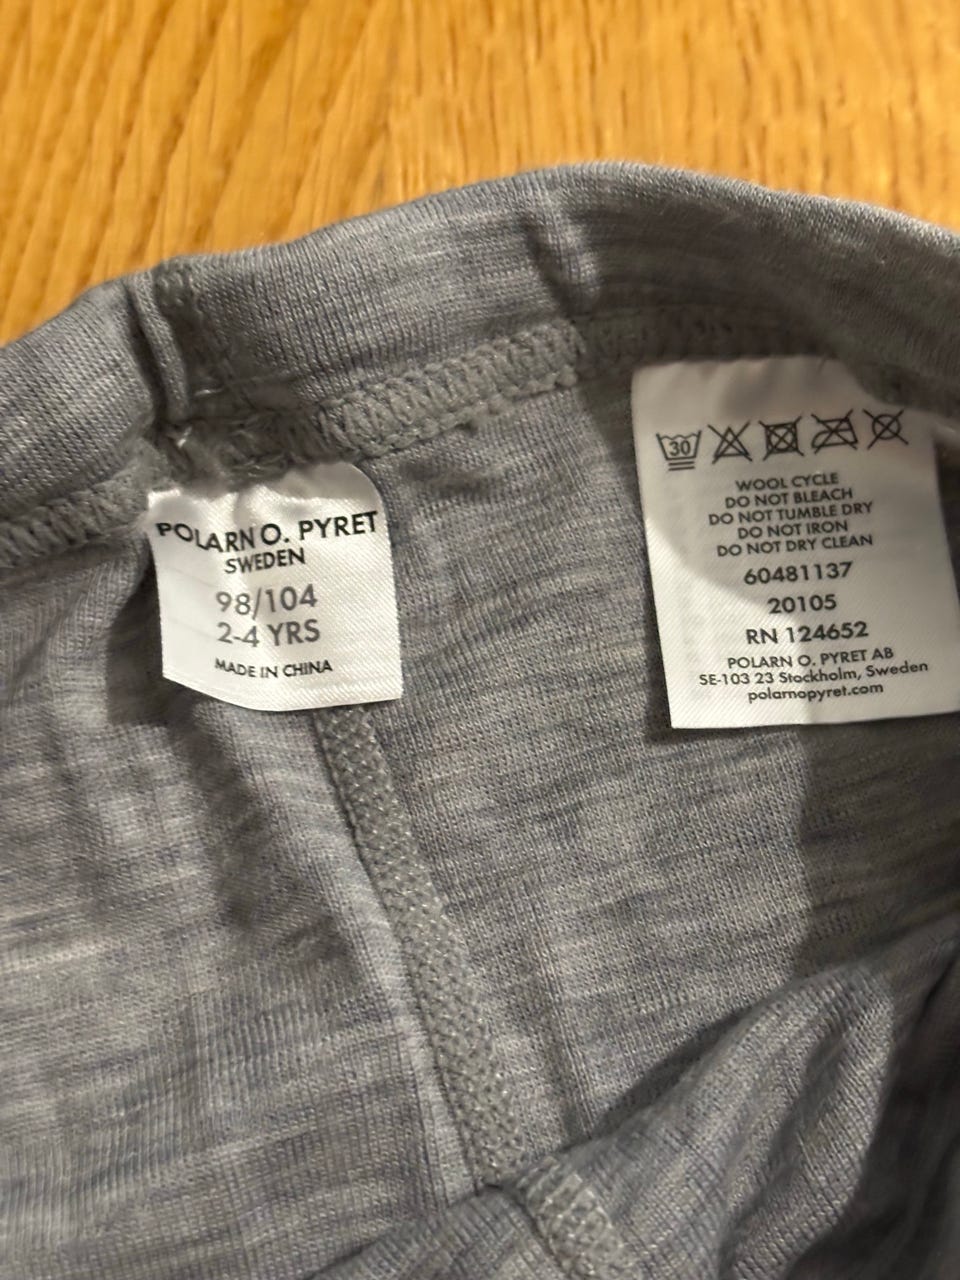 POLARN O. PYRET
SWEDEN
98/104
2-4 YRS
MADE IN CHINA
30
WOOL CYCLE
DO NOT BLEACH
DO NOT TUMBLE DRY
DO NOT IRON
DO NOT DRY CLEAN
60481137
20105
RN 124652
POLARN O. PYRET AB
SE-103 23 Stockholm, Sweden
polarnopyret.com